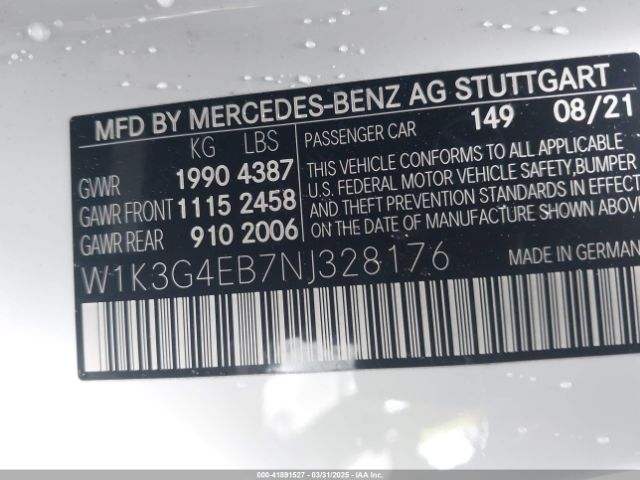 MFD BY MERCEDES-BENZ AG STUTTGART
KG LBS
GVWR 1990 4387
GAWR FRONT 1115 2458
GAWR REAR 910 2006
PASSENGER CAR 149 08/21
THIS VEHICLE CONFORMS TO ALL APPLICABLE
U.S. FEDERAL MOTOR VEHICLE SAFETY,BUMPER
AND THEFT PREVENTION STANDARDS IN EFFECT
ON THE DATE OF MANUFACTURE SHOWN ABOVE
W1K3G4EB7NJ328176
MADE IN GERMAN
000-41891527 - 03/31/2025 - IAA, Inc.